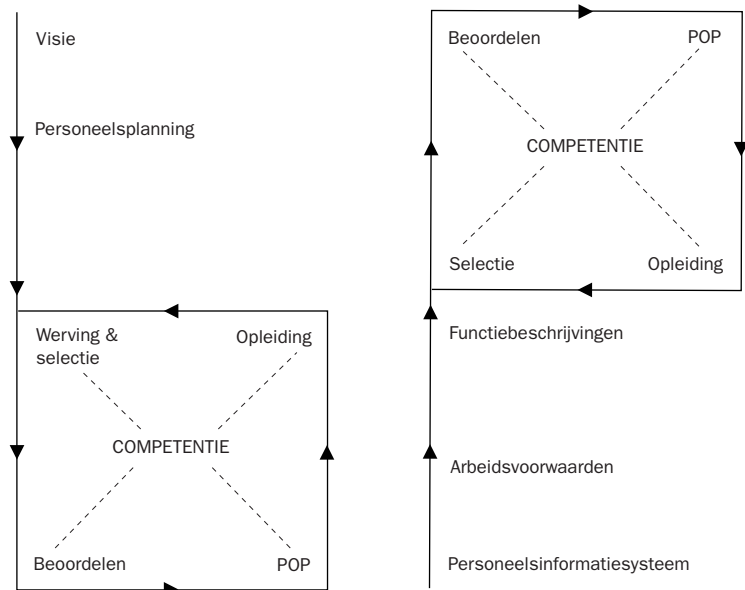 Visie
Personeelsplanning
Werving &
selectie
Opleiding
COMPETENTIE
Beoordelen
POP
Beoordelen
POP
COMPETENTIE
Selectie
Opleiding
Functiebeschrijvingen
Arbeidsvoorwaarden
Personeelsinformatiesysteem